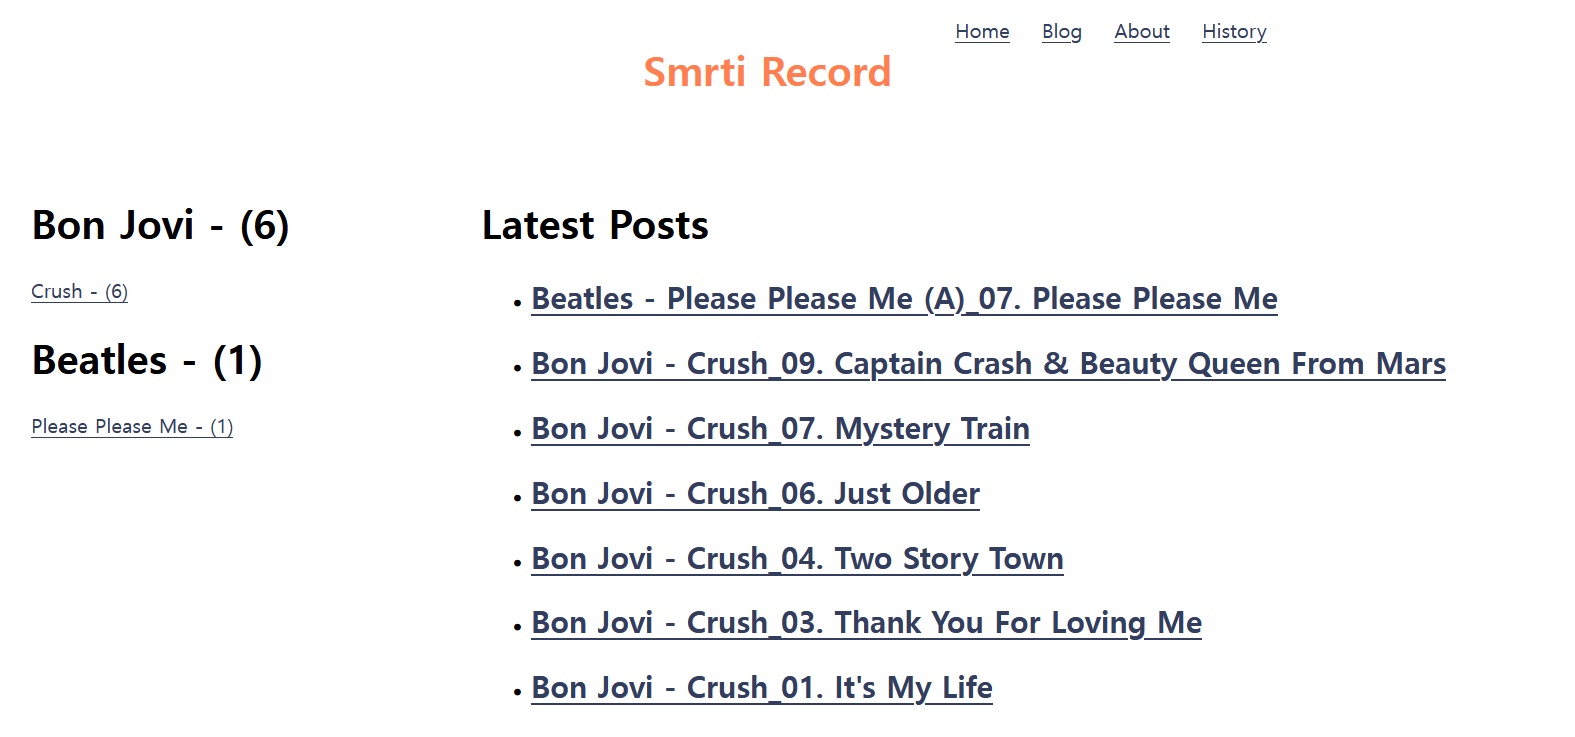 Home Blog About History
Smrti Record
Bon Jovi - (6)
Crush - (6)
Beatles - (1)
Please Please Me - (1)
Latest Posts
Beatles - Please Please Me (A)_07. Please Please Me
Bon Jovi - Crush_09. Captain Crash & Beauty Queen From Mars
Bon Jovi - Crush_07. Mystery Train
Bon Jovi - Crush_06. Just Older
Bon Jovi - Crush_04. Two Story Town
Bon Jovi - Crush_03. Thank You For Loving Me
Bon Jovi - Crush_01. It's My Life